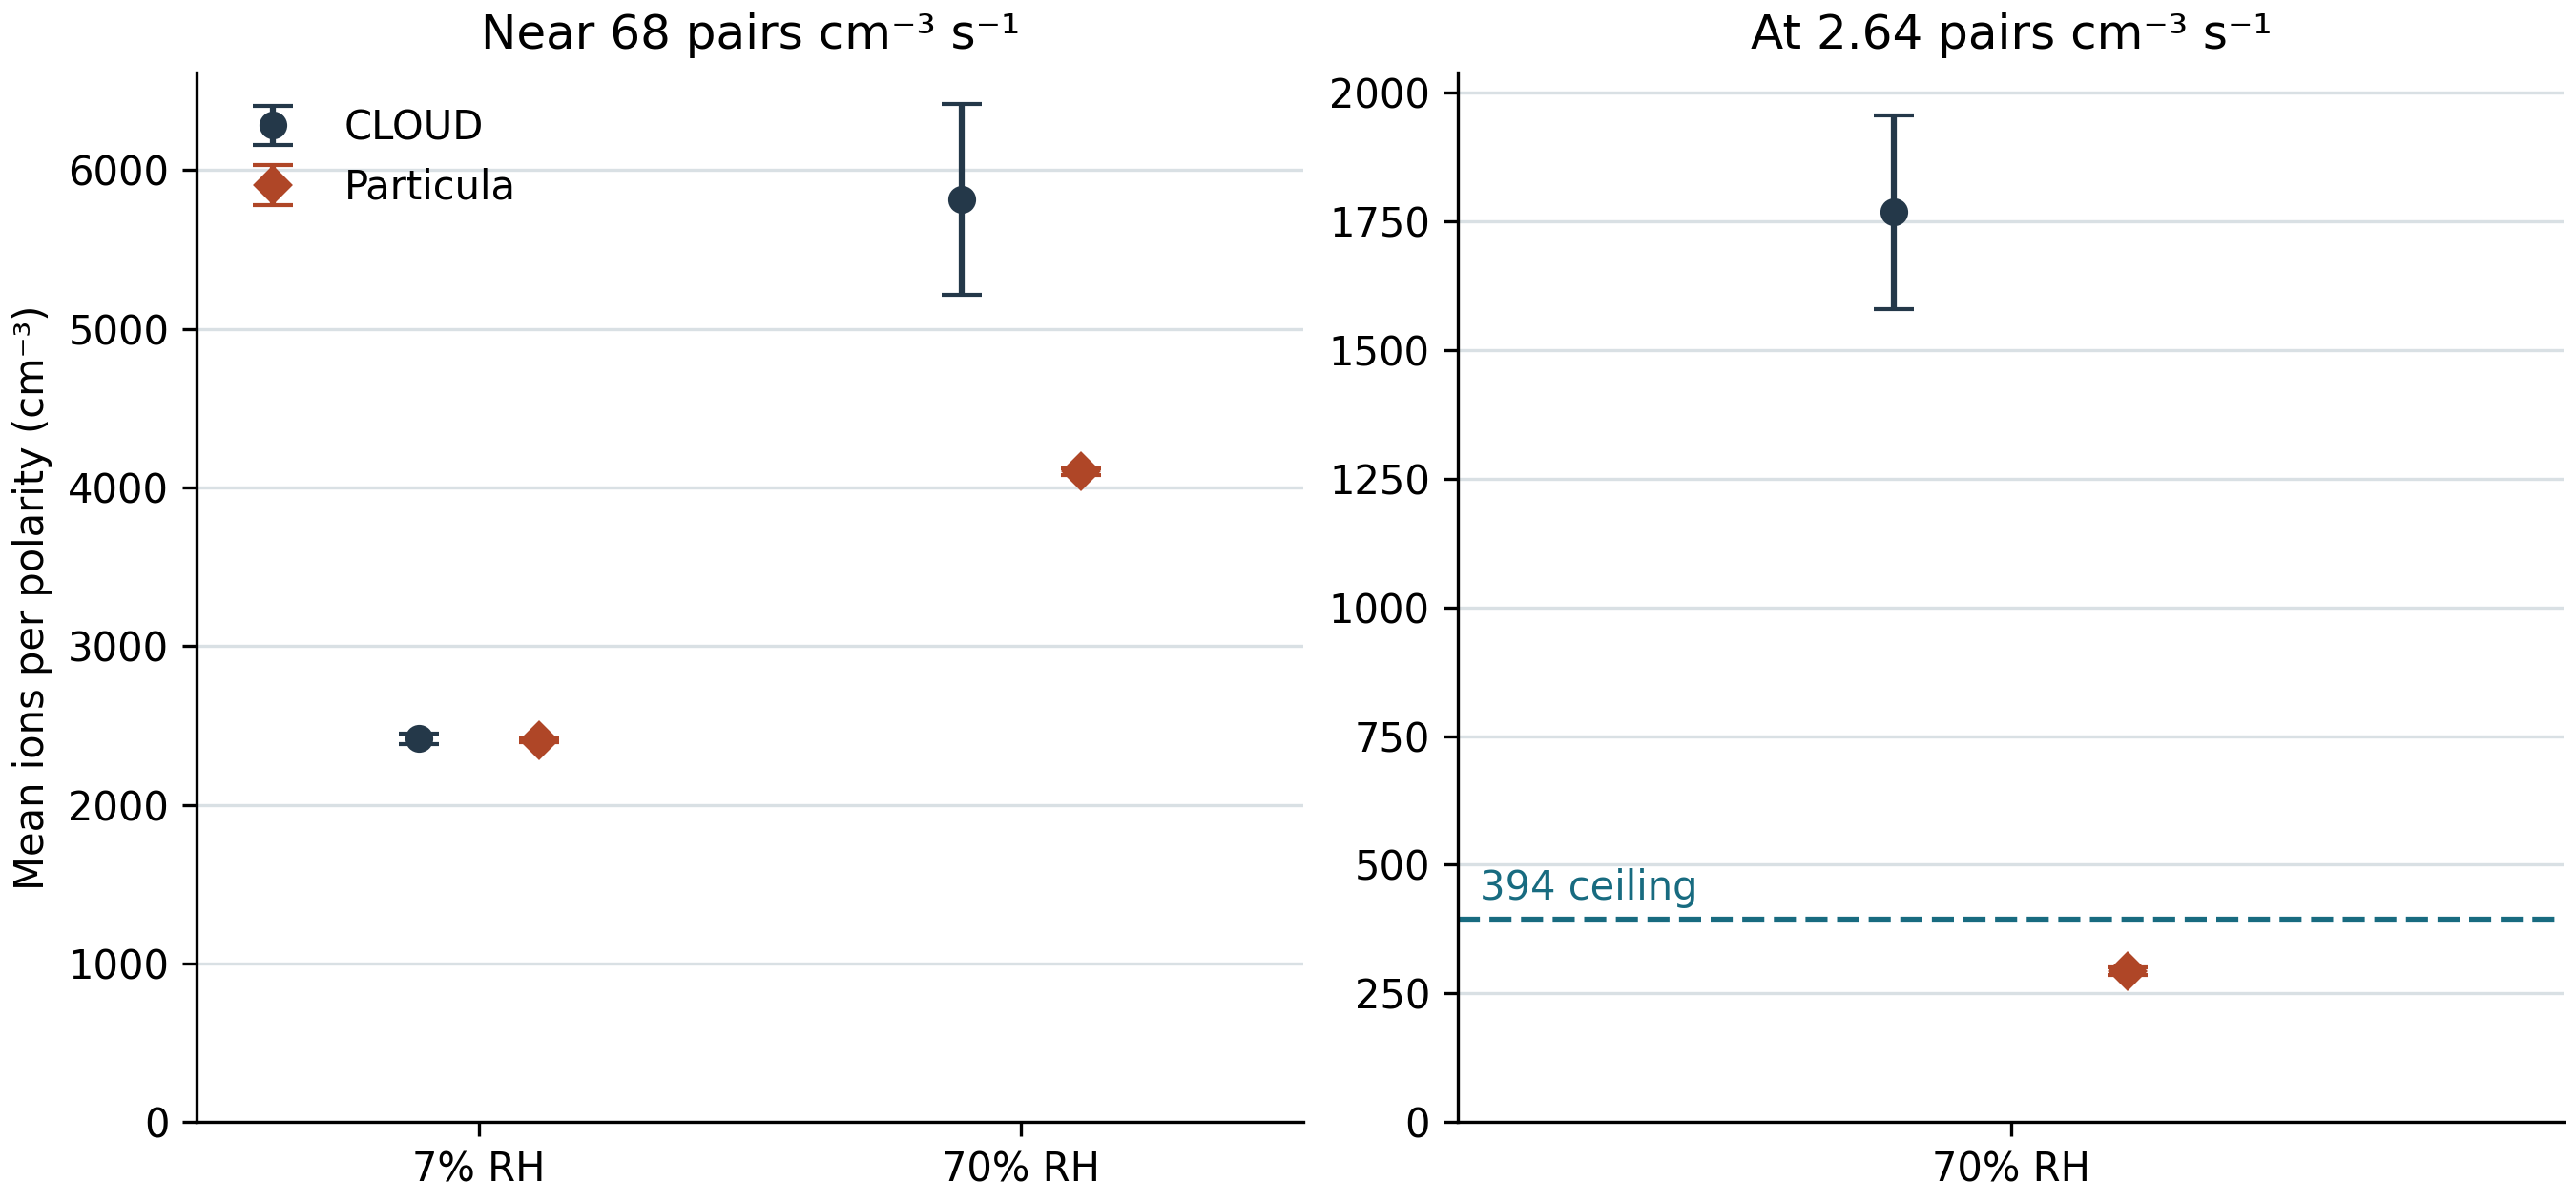 Near 68 pairs cm⁻³ s⁻¹
CLOUD
Particula
Mean ions per polarity (cm⁻³)
6000
5000
4000
3000
2000
1000
0
7% RH
70% RH
At 2.64 pairs cm⁻³ s⁻¹
2000
1750
1500
1250
1000
750
500
250
0
394 ceiling
70% RH